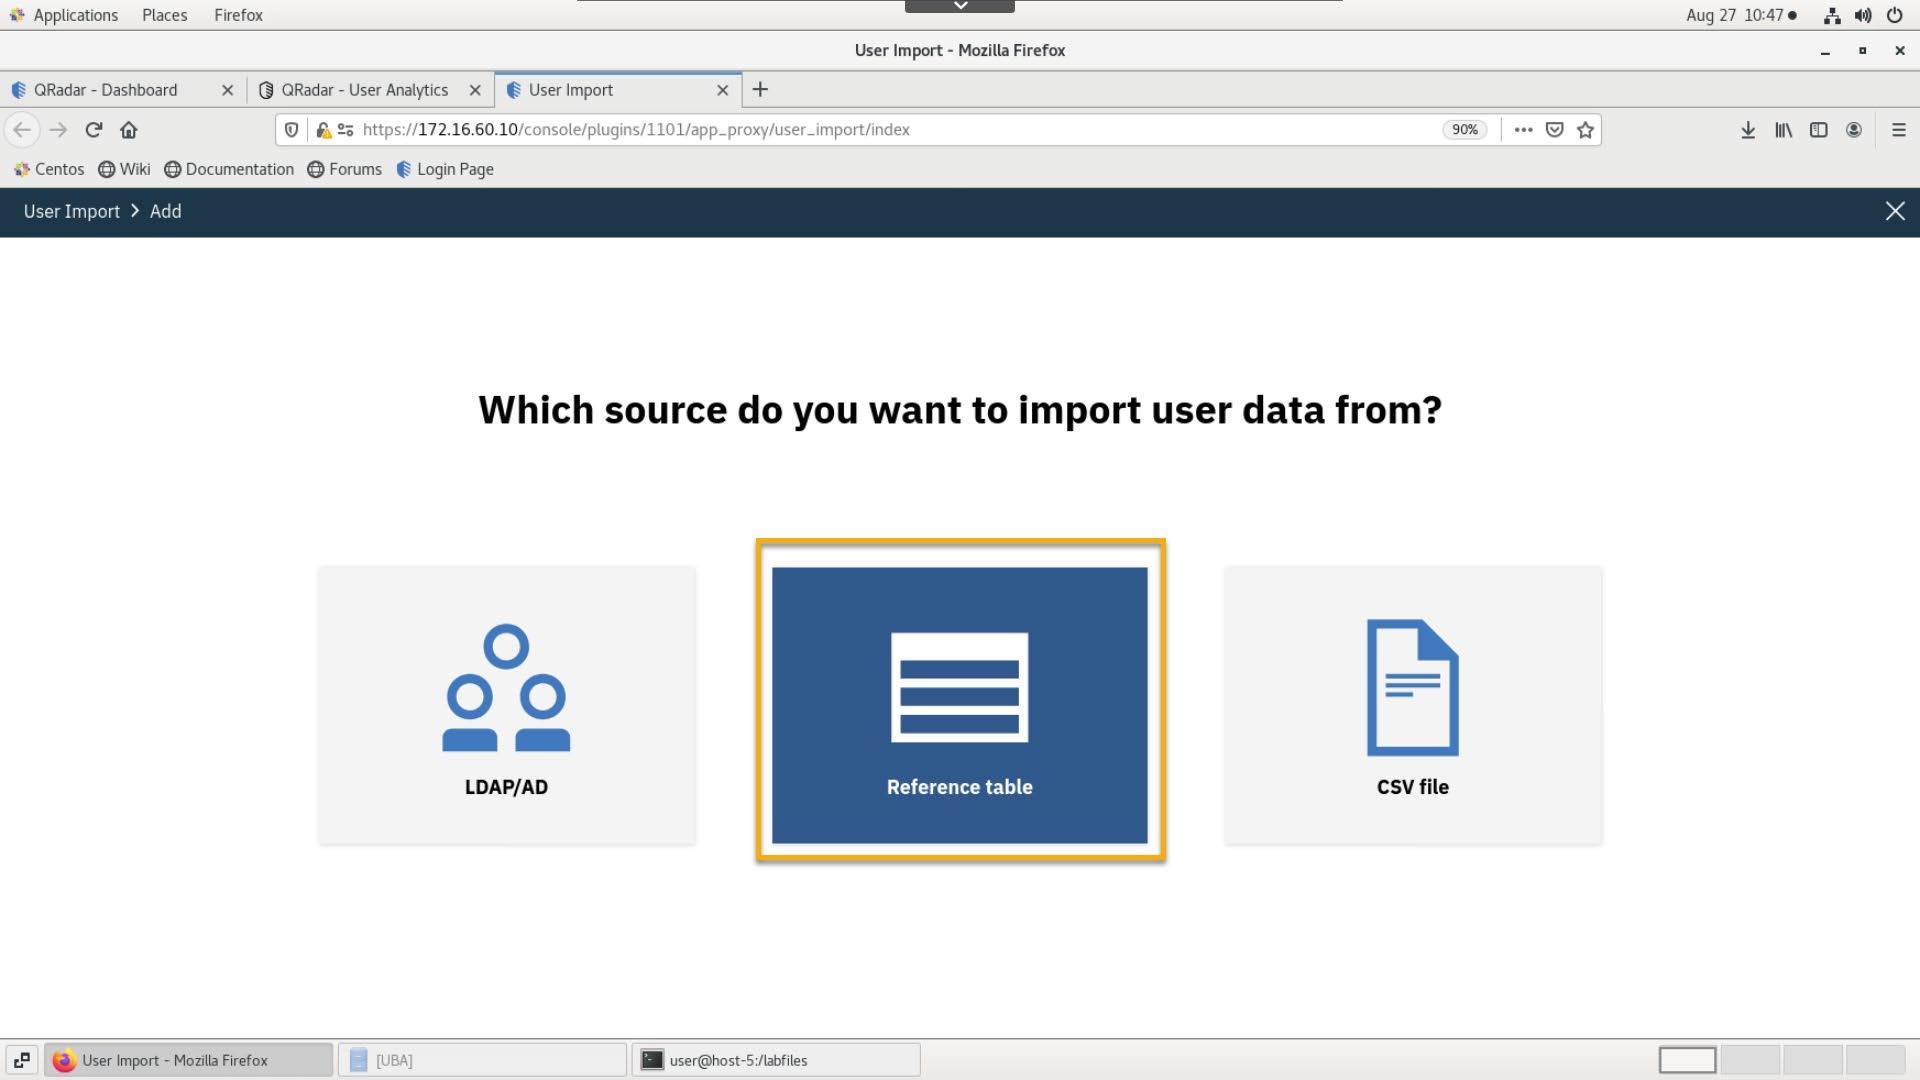 Applications Places Firefox Aug 27 10:47
User Import - Mozilla Firefox
QRadar - Dashboard QRadar - User Analytics User Import
https://172.16.60.10/console/plugins/1101/app_proxy/user_import/index 90%
Centos Wiki Documentation Forums Login Page
User Import > Add
Which source do you want to import user data from?
LDAP/AD Reference table CSV file
User Import - Mozilla Firefox [UBA] user@host-5:/labfiles